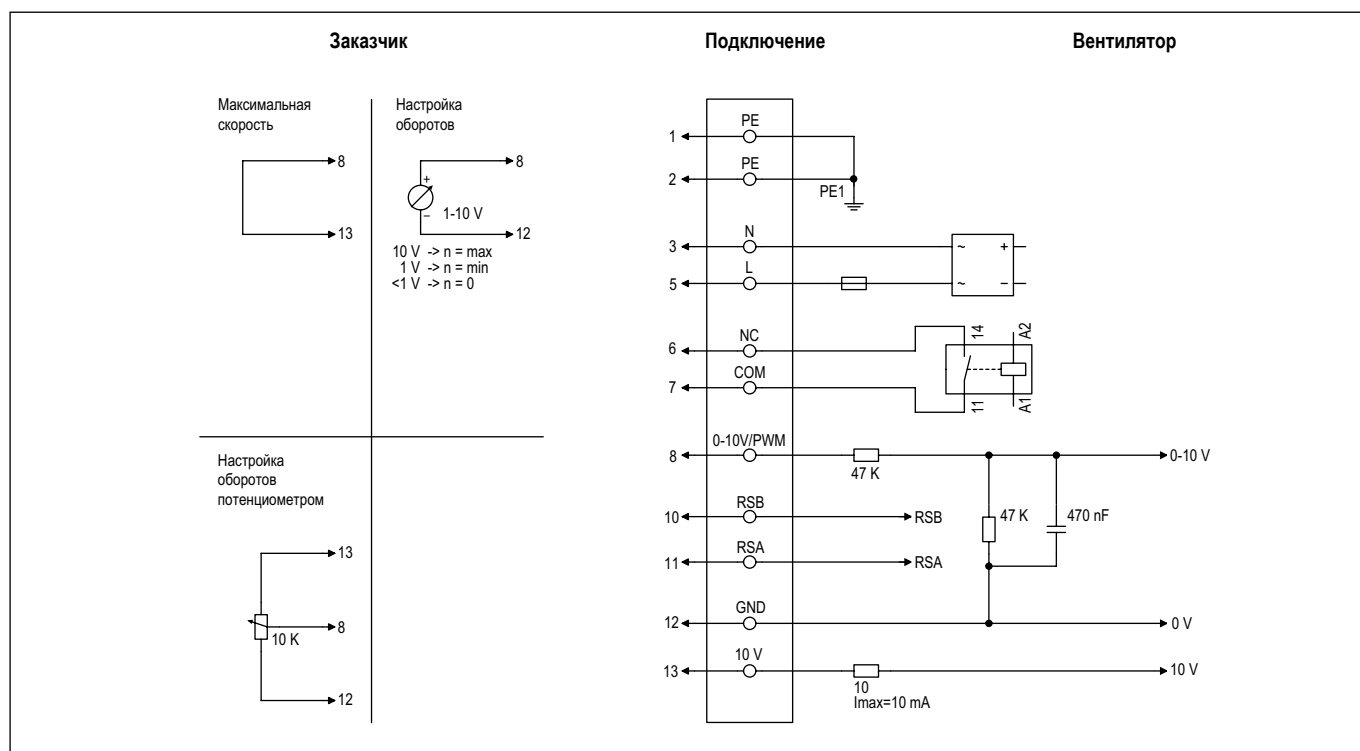 Заказчик
Подключение
Вентилятор
Максимальная
скорость
8
13
Настройка
оборотов
8
+
1-10 V
–
12
10 V -> n = max
1 V -> n = min
<1 V -> n = 0
Настройка
оборотов
потенциометром
13
8
10 K
12
1
PE
2
PE
PE1
3
N
~
+
5
L
~
–
6
NC
14
A2
7
COM
11
A1
8
0-10V/PWM
47 K
0-10 V
10
RSB
RSB
47 K
470 nF
11
RSA
RSA
12
GND
0 V
13
10 V
10 V
10
Imax=10 mA